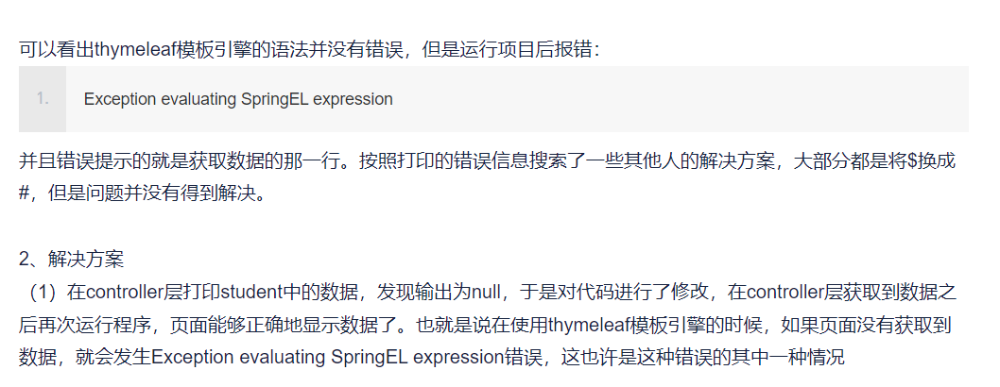 可以看出thymeleaf模板引擎的语法并没有错误，但是运行项目后报错：
1. Exception evaluating SpringEL expression
并且错误提示的就是获取数据的那一行。按照打印的错误信息搜索了一些其他人的解决方案，大部分都是将$换成
#，但是问题并没有得到解决。
2、解决方案
（1）在controller层打印student中的数据，发现输出为null，于是对代码进行了修改，在controller层获取到数据之
后再次运行程序，页面能够正确地显示数据了。也就是说在使用thymeleaf模板引擎的时候，如果页面没有获取到
数据，就会发生Exception evaluating SpringEL expression错误，这也许是这种错误的其中一种情况